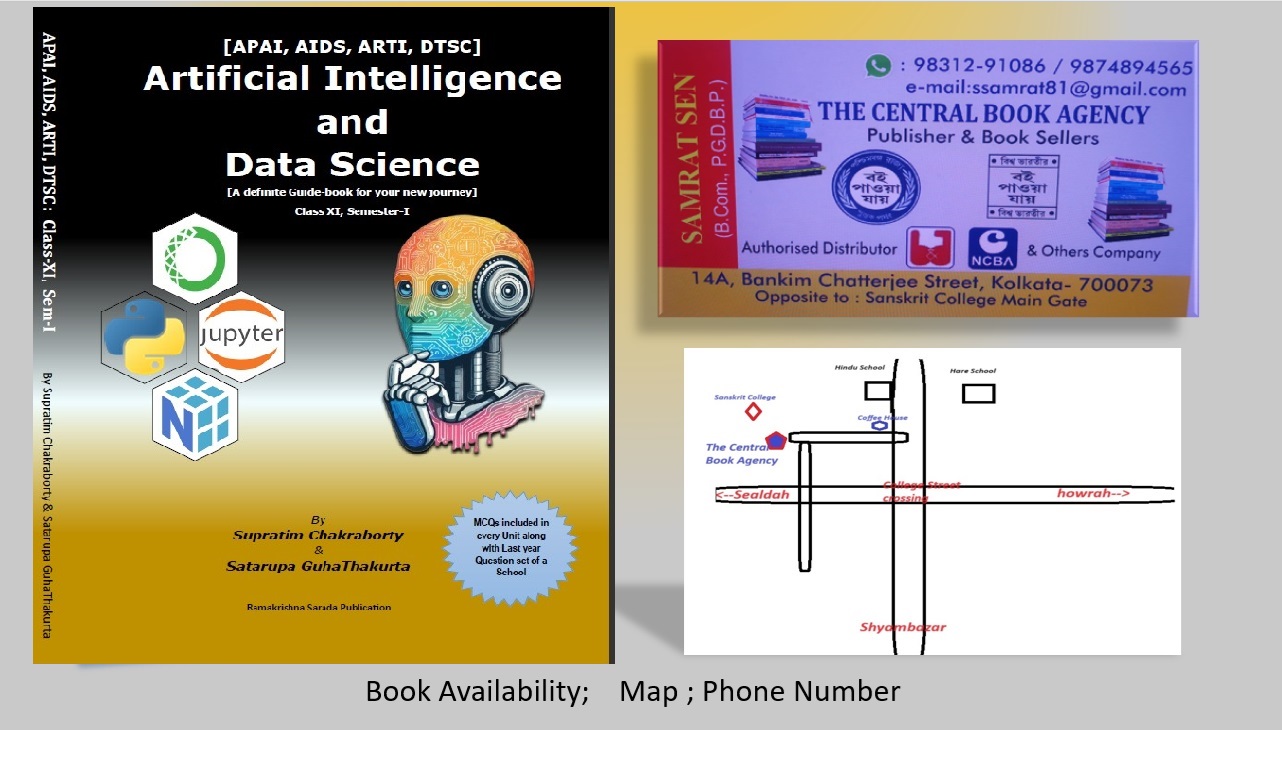 APAI, AIDS, ARTI, DTSC: Class-XI, Sem-I
By Supratim Chakraborty & Satarupa GuhaThakurta
[APAI, AIDS, ARTI, DTSC]
Artificial Intelligence
and
Data Science
[A definite Guide-book for your new journey]
Class XI, Semester-I
jupyter
N
By
Supratim Chakraborty
&
Satarupa GuhaThakurta
Ramakrishna Sarada Publication
MCQs included in
every Unit along
with Last year
Question set of a
School
SAMRAT SEN
(B.Com., P.G.D.B.P.)
: 98312-91086 / 9874894565
e-mail:ssamrat81@gmail.com
THE CENTRAL BOOK AGENCY
Publisher & Book Sellers
বই
পাওয়া
যায়
বিশ্ব ভারতীর
বই
পাওয়া
যায়
বিশ্ব ভারতীর
Authorised Distributor
NCBA
& Others Company
14A, Bankim Chatterjee Street, Kolkata- 700073
Opposite to : Sanskrit College Main Gate
Hindu School
Hare School
Sanskrit College
Coffee House
The Central
Book Agency
<--Sealdah
College Street
crossing
howrah-->
Shyambazar
Book Availability; Map ; Phone Number